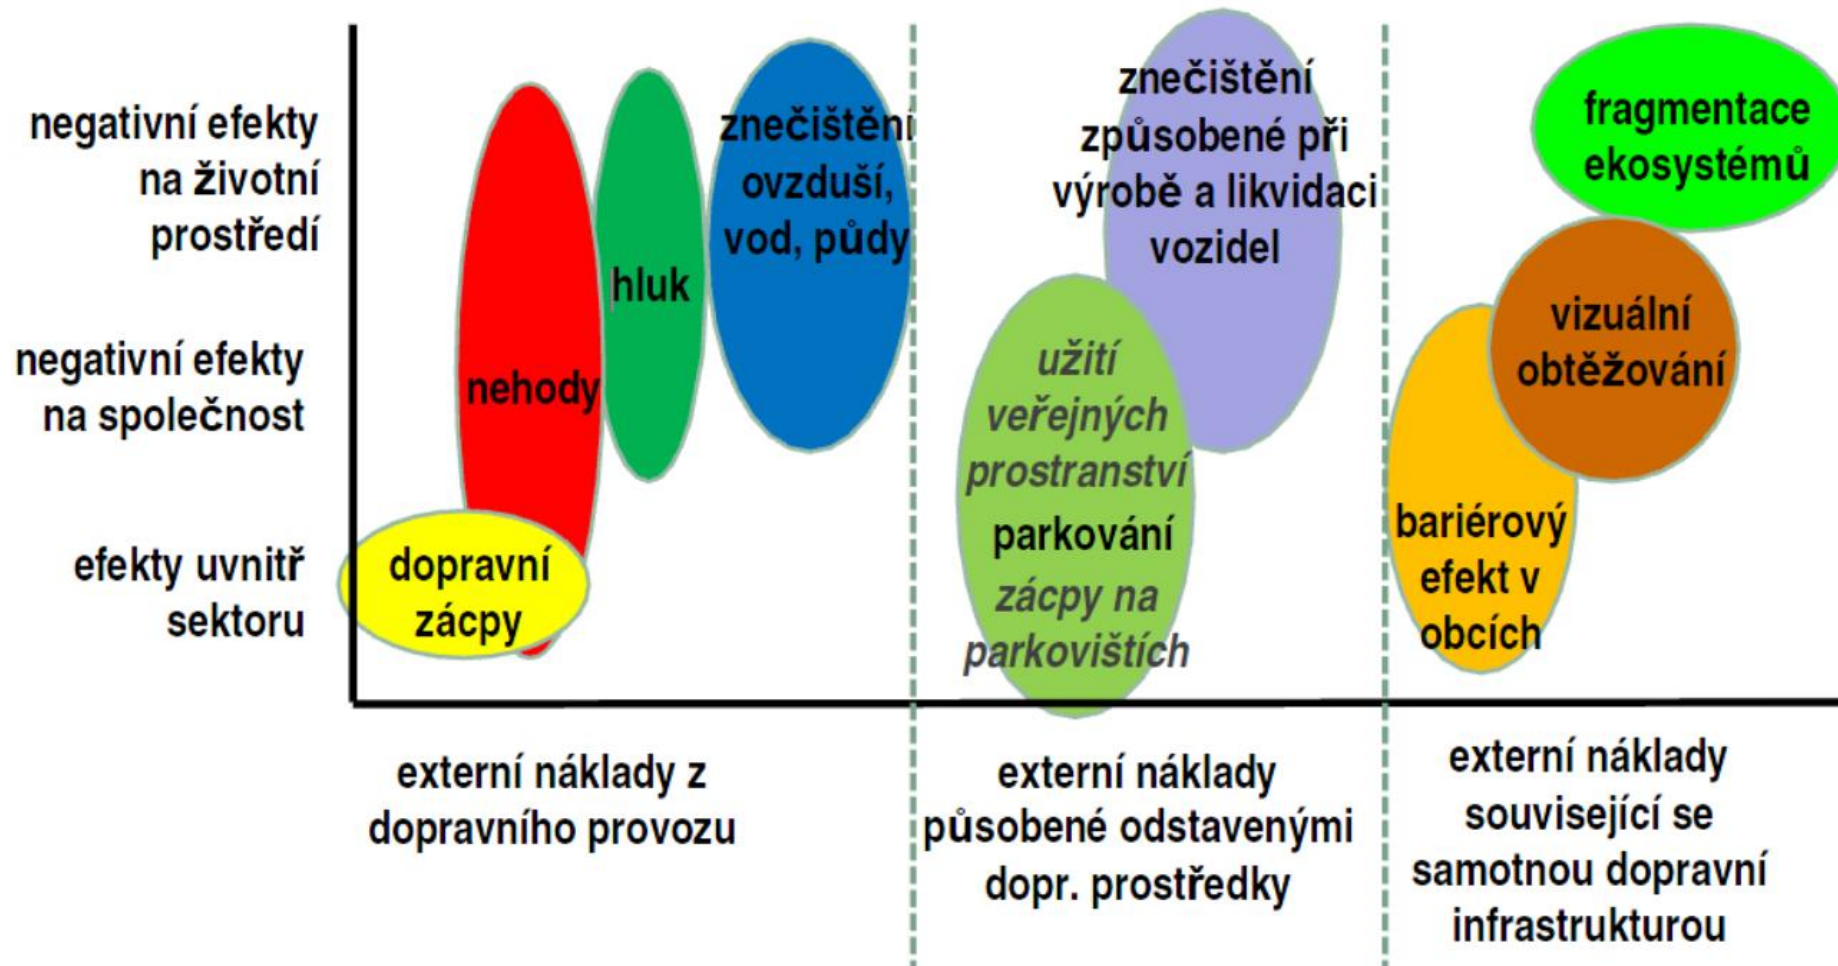 negativní efekty
na životní
prostředí
negativní efekty
na společnost
efekty uvnitř
sektoru
nehody
dopravní
zácpy
hluk
znečištění
ovzduší,
vod, půdy
znečištění
způsobené při
výrobě a likvidaci
vozidel
užití
veřejných
prostranství
parkování
zácpy na
parkovištích
fragmentace
ekosystémů
vizuální
obtěžování
bariérový
efekt v
obcích
externí náklady z
dopravního provozu
externí náklady
působené odstavenými
dopr. prostředky
externí náklady
související se
samotnou dopravní
infrastrukturou